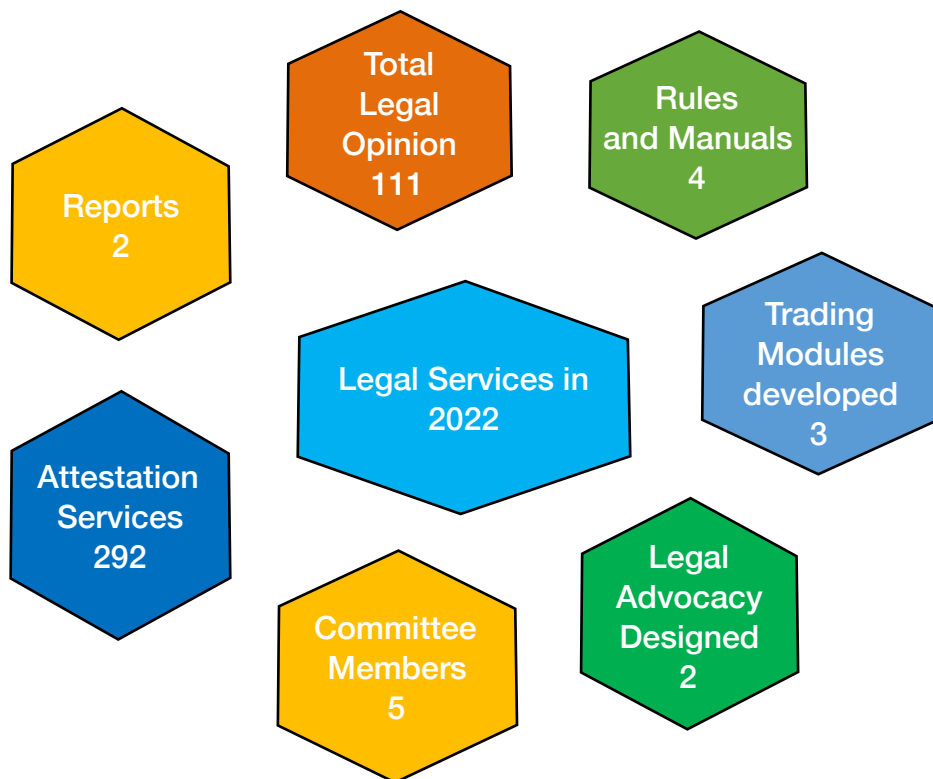 Total
Legal
Opinion
111
Rules
and Manuals
4
Reports
2
Trading
Modules
developed
3
Legal Services in
2022
Attestation
Services
292
Legal
Advocacy
Designed
2
Committee
Members
5